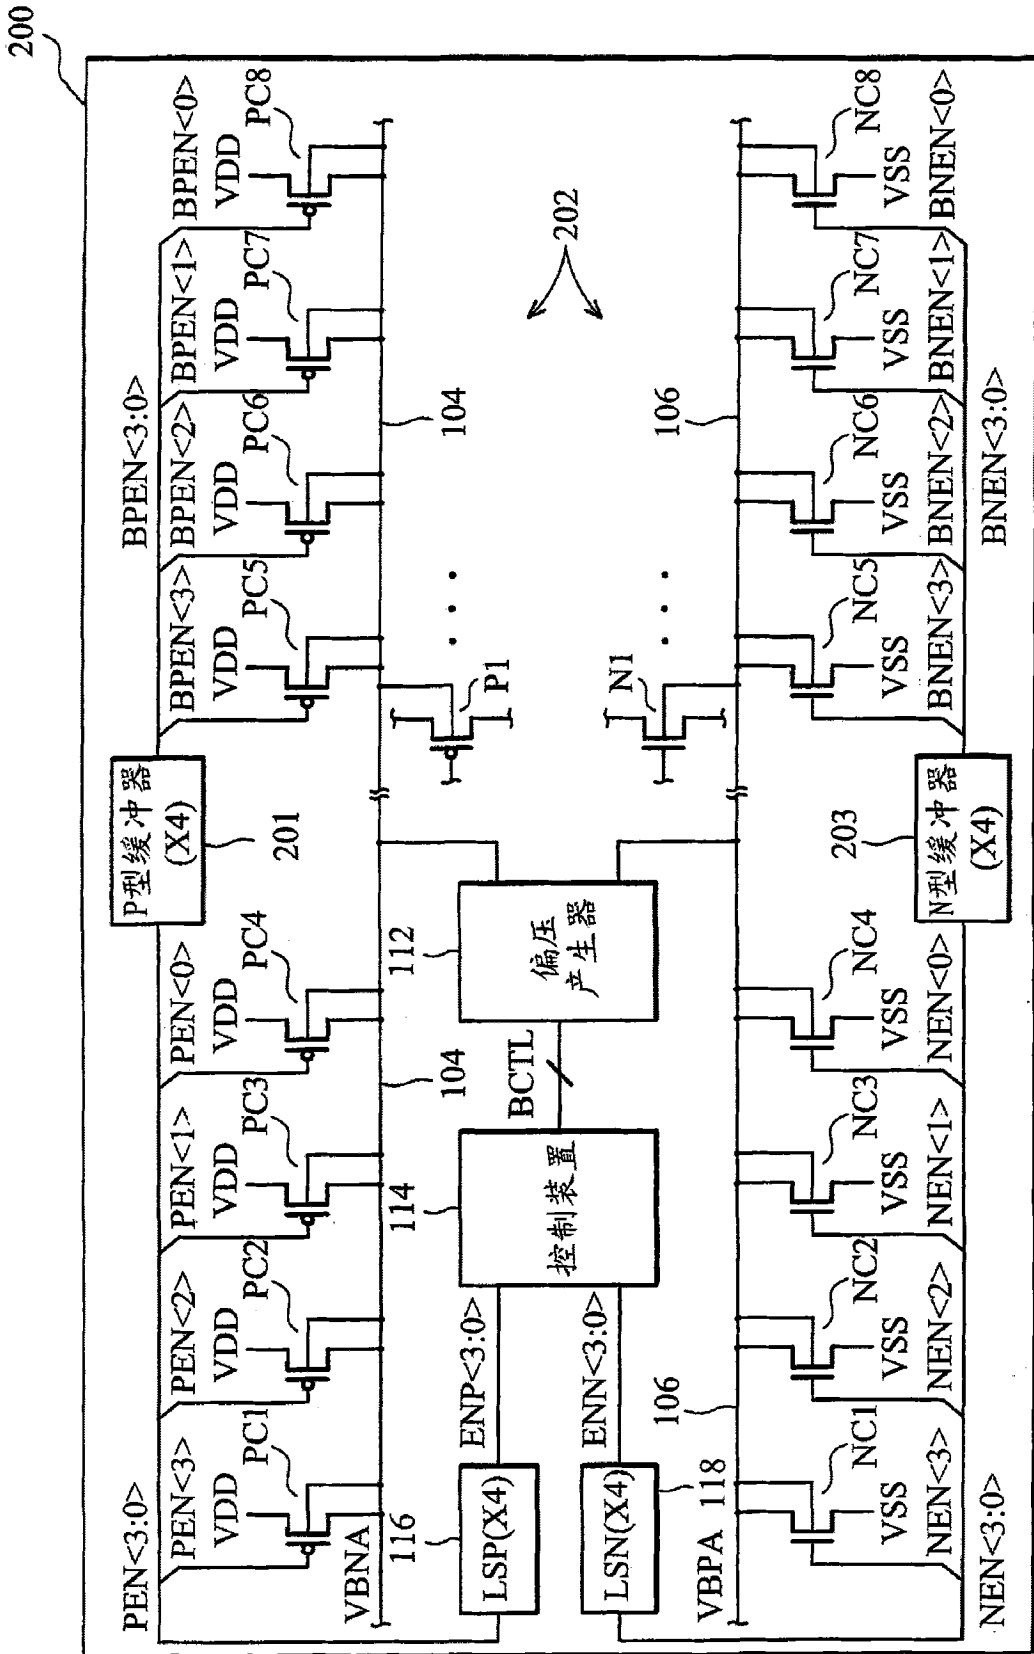 200
PEN<3:0>
BPEN<3:0>
P型缓冲器
(X4)
201
PEN<3>
PEN<2>
PEN<1>
PEN<0>
BPEN<3>
BPEN<2>
BPEN<1>
BPEN<0>
VDD
VDD
VDD
VDD
VDD
VDD
VDD
VDD
PC1
PC2
PC3
PC4
PC5
PC6
PC7
PC8
VBNA
104
104
116
LSP(X4)
ENP<3:0>
114
控制装置
BCTL
112
偏压
产生器
P1
N1
202
ENN<3:0>
LSN(X4)
118
VBPA
106
106
NC1
NC2
NC3
NC4
NC5
NC6
NC7
NC8
VSS
VSS
VSS
VSS
VSS
VSS
VSS
VSS
NEN<3>
NEN<2>
NEN<1>
NEN<0>
BNEN<3>
BNEN<2>
BNEN<1>
BNEN<0>
203
N型缓冲器
(X4)
NEN<3:0>
BNEN<3:0>